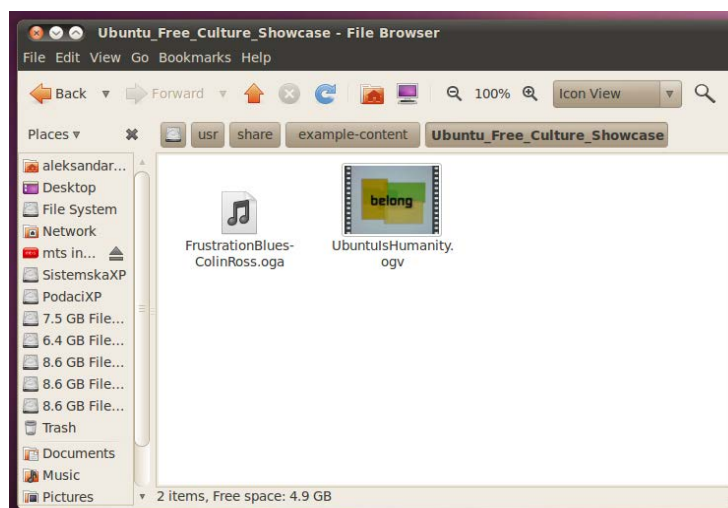 Ubuntu_Free_Culture_Showcase - File Browser
File Edit View Go Bookmarks Help
Back Forward 100% Icon View
Places usr share example-content Ubuntu_Free_Culture_Showcase
aleksandar...
Desktop
File System
Network
mts in...
SistemskaXP
PodaciXP
7.5 GB File...
6.4 GB File...
8.6 GB File...
8.6 GB File...
8.6 GB File...
Trash
Documents
Music
Pictures
belong
FrustrationBlues-
ColinRoss.oga
UbuntuIsHumanity.
ogv
2 items, Free space: 4.9 GB